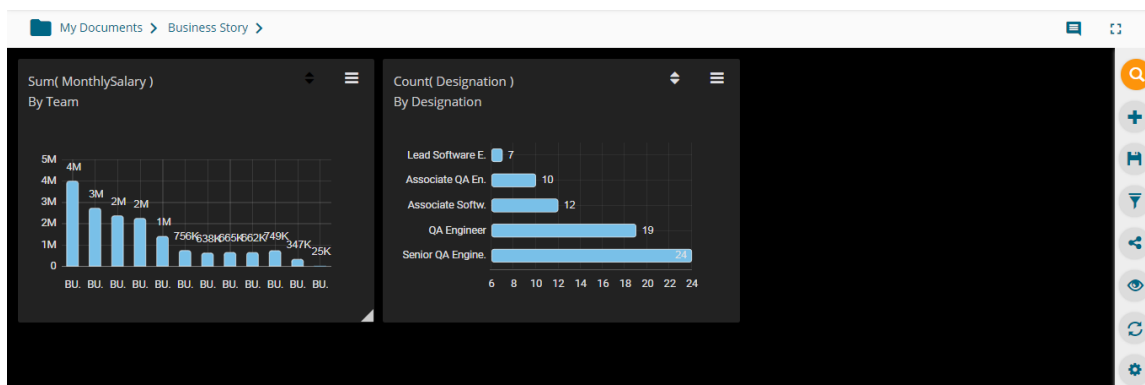 My Documents > Business Story >
Sum( MonthlySalary )
By Team
5M
4M
3M
2M
1M
0
4M
3M
2M
2M
1M
756K
638K
665K
662K
749K
347K
25K
BU. BU. BU. BU. BU. BU. BU. BU. BU. BU. BU. BU.
Count( Designation )
By Designation
Lead Software E. 7
Associate QA En. 10
Associate Softw. 12
QA Engineer 19
Senior QA Engine. 24
6 8 10 12 14 16 18 20 22 24